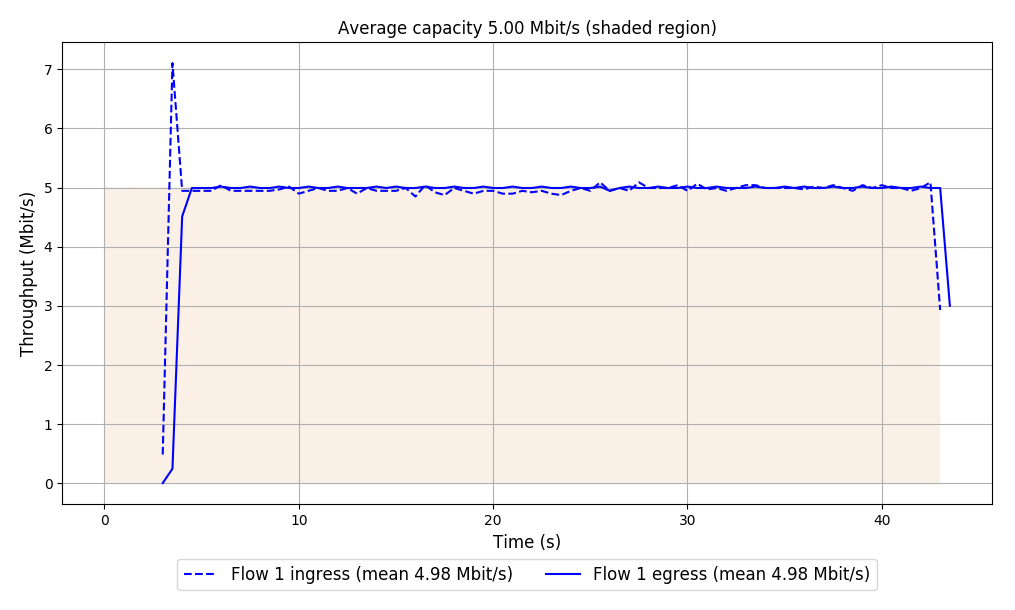 Average capacity 5.00 Mbit/s (shaded region)
Throughput (Mbit/s)
7
6
5
4
3
2
1
0
0 10 20 30 40
Time (s)
Flow 1 ingress (mean 4.98 Mbit/s) Flow 1 egress (mean 4.98 Mbit/s)